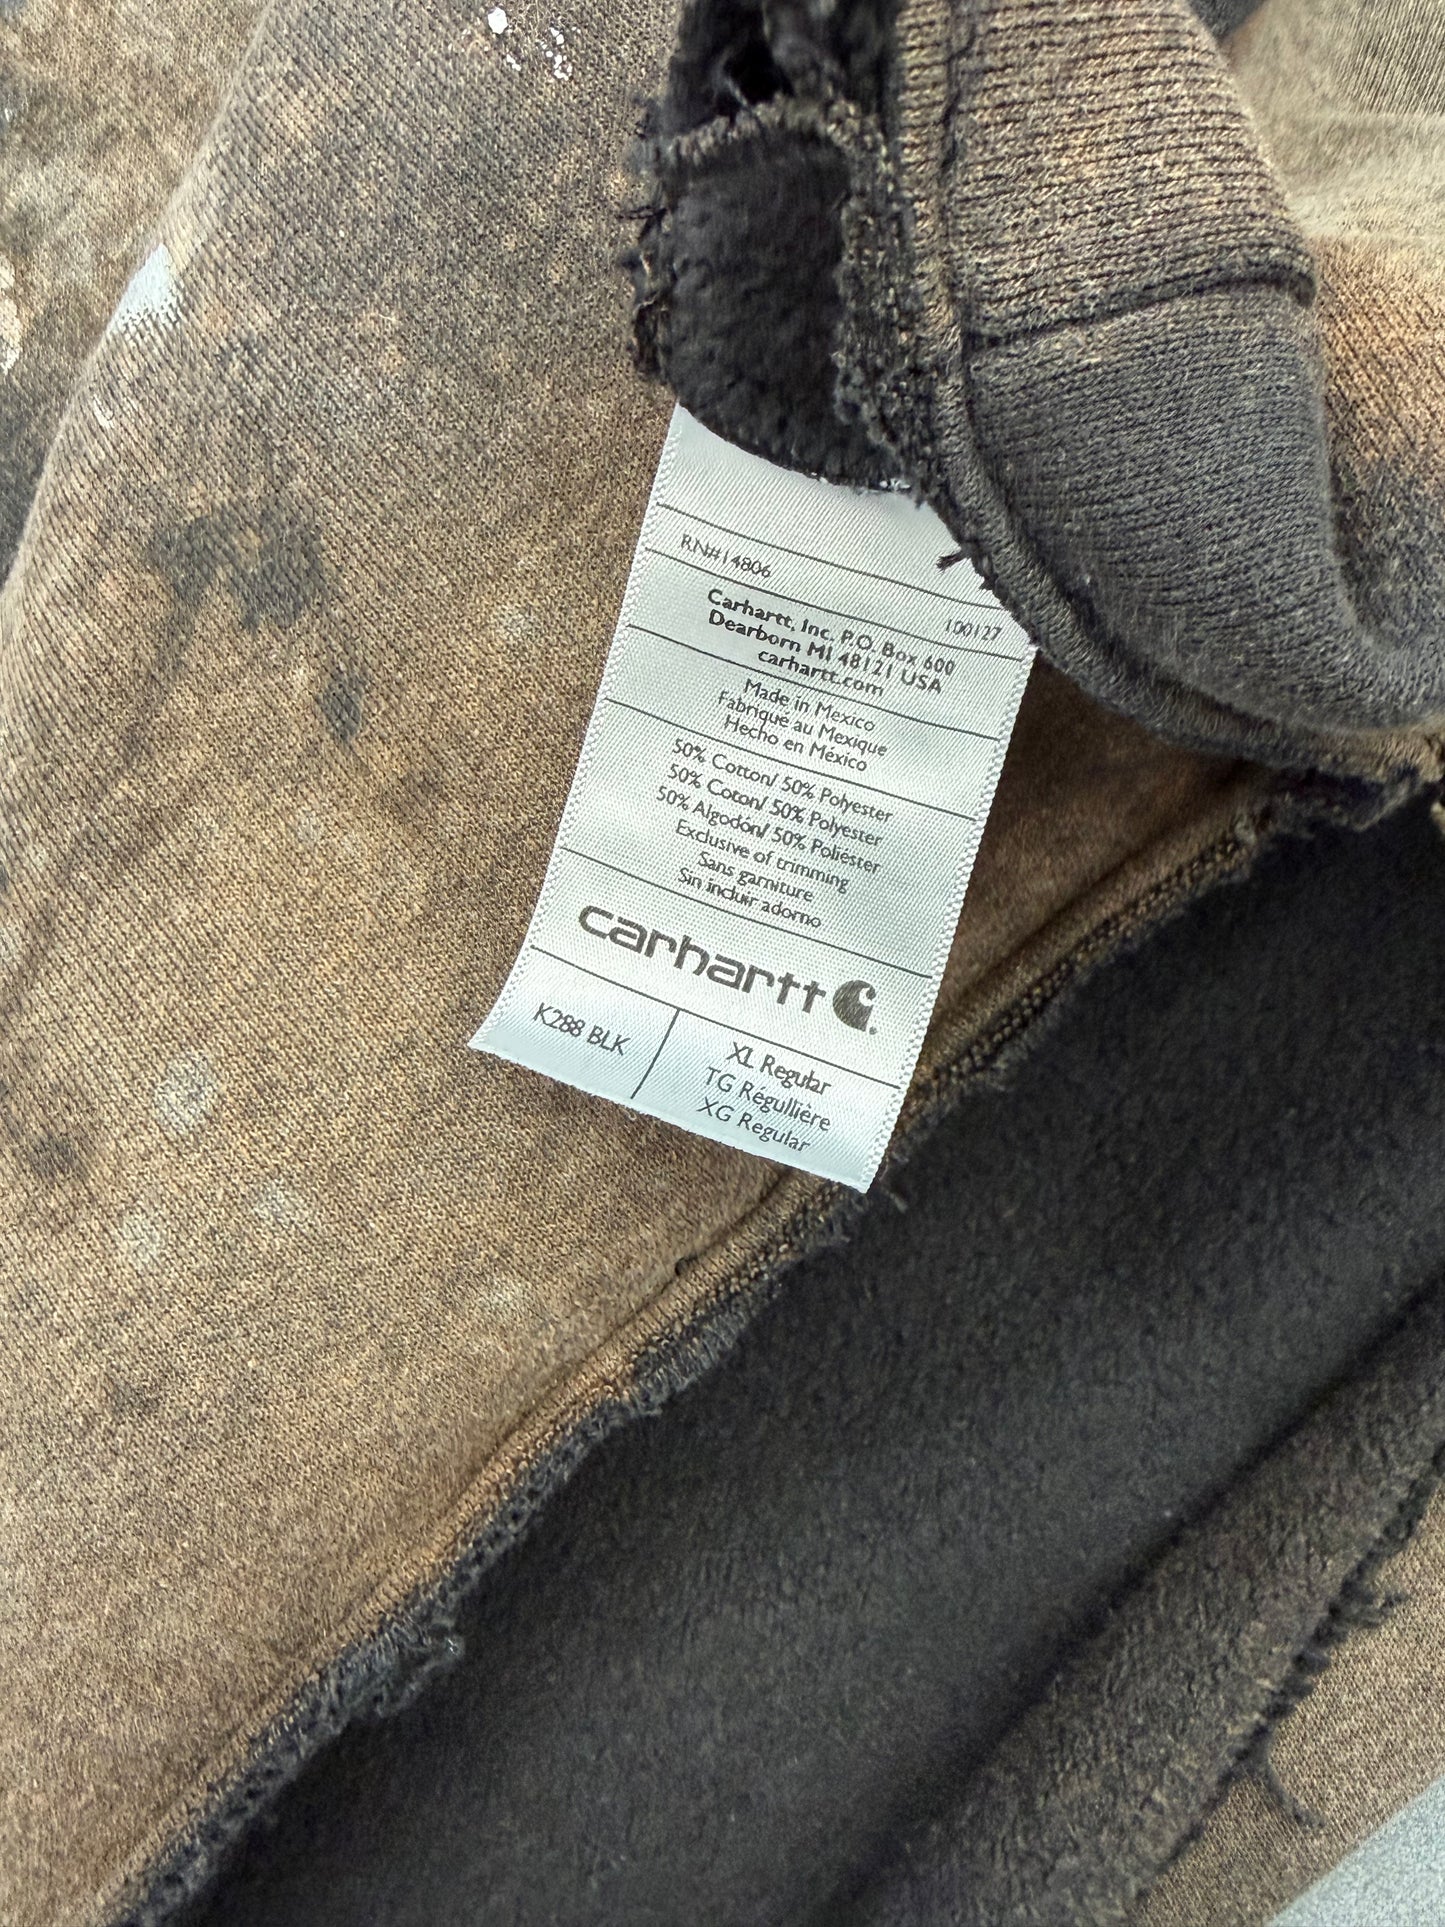 RN#14806
100127
Carhartt, Inc. P.O. Box 600
Dearborn MI 48121 USA
carhartt.com
Made in Mexico
Fabriqué au Mexique
Hecho en México
50% Cotton/ 50% Polyester
50% Coton/ 50% Polyester
50% Algodón/ 50% Poliéster
Exclusive of trimming
Sans garniture
Sin incluir adorno
carhartt
K288 BLK
XL Regular
TG Régullière
XG Regular